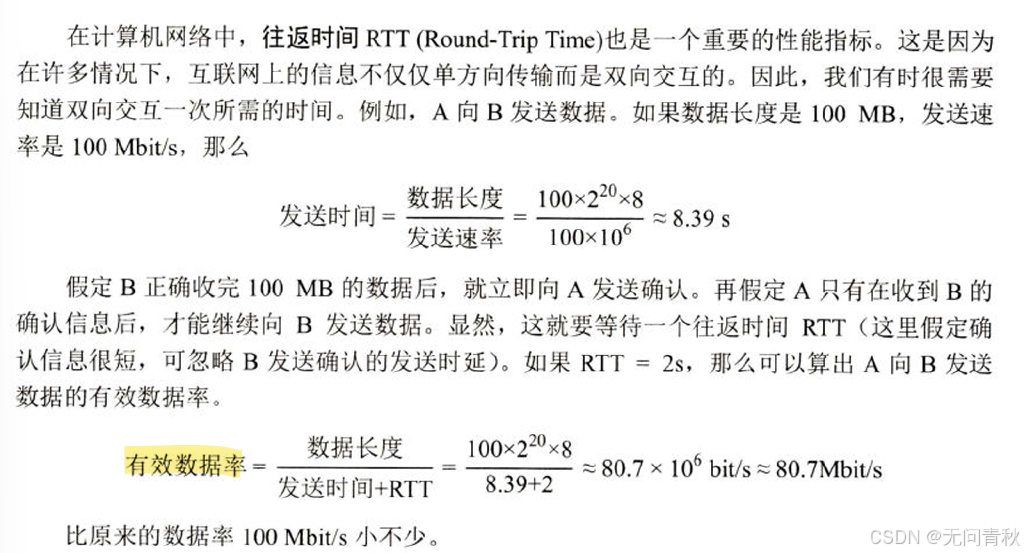 在计算机网络中，往返时间 RTT (Round-Trip Time)也是一个重要的性能指标。这是因为
在许多情况下，互联网上的信息不仅仅单方向传输而是双向交互的。因此，我们有时很需要
知道双向交互一次所需的时间。例如，A 向 B 发送数据。如果数据长度是 100 MB，发送速
率是 100 Mbit/s，那么
发送时间 = 数据长度/发送速率 = 100×2^20×8/100×10^6 ≈ 8.39 s
假定 B 正确收完 100 MB 的数据后，就立即向 A 发送确认。再假定 A 只有在收到 B 的
确认信息后，才能继续向 B 发送数据。显然，这就要等待一个往返时间 RTT（这里假定确
认信息很短，可忽略 B 发送确认的发送时延）。如果 RTT = 2s，那么可以算出 A 向 B 发送
数据的有效数据率。
有效数据率 = 数据长度/发送时间+RTT = 100×2^20×8/8.39+2 ≈ 80.7 × 10^6 bit/s ≈ 80.7Mbit/s
比原来的数据率 100 Mbit/s 小不少。
CSDN @无问青秋